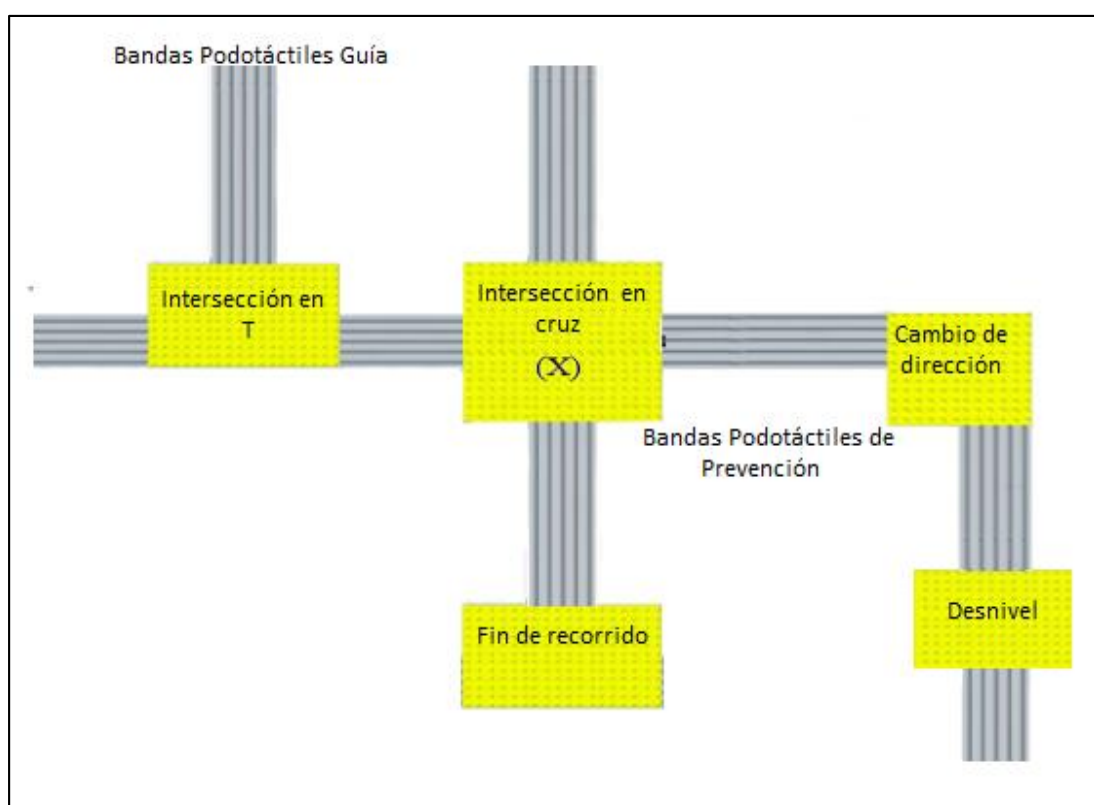 Bandas Podotáctiles Guía
Intersección en
T
Intersección en
cruz
(X)
Cambio de
dirección
Bandas Podotáctiles de
Prevención
Desnivel
Fin de recorrido